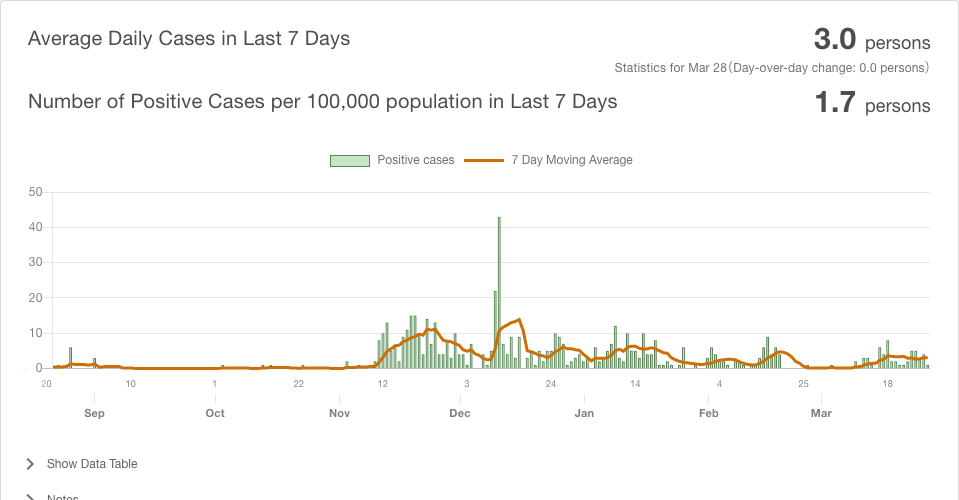 Average Daily Cases in Last 7 Days
3.0 persons
Statistics for Mar 28(Day-over-day change: 0.0 persons)
Number of Positive Cases per 100,000 population in Last 7 Days
1.7 persons
Positive cases
7 Day Moving Average
50
40
30
20
10
0
20 10 1 22 12 3 24 14 4 25 18
Sep Oct Nov Dec Jan Feb Mar
Show Data Table
Notes